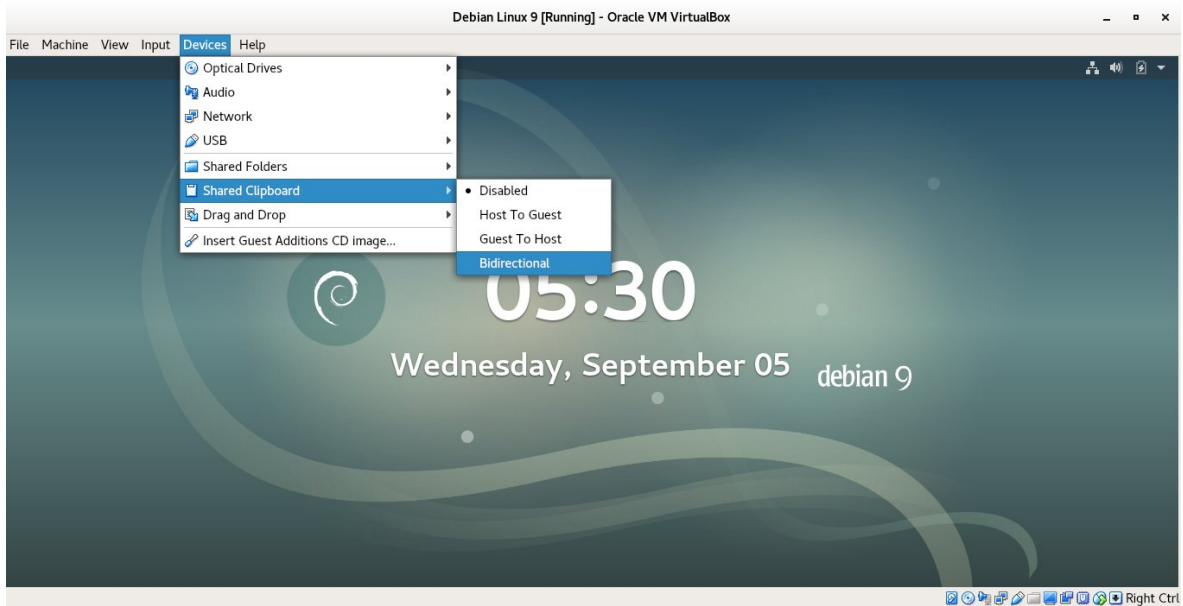 Debian Linux 9 [Running] - Oracle VM VirtualBox
File Machine View Input Devices Help
Optical Drives
Audio
Network
USB
Shared Folders
Shared Clipboard
Drag and Drop
Insert Guest Additions CD image...
Disabled
Host To Guest
Guest To Host
Bidirectional
05:30
Wednesday, September 05
debian 9
Right Ctrl